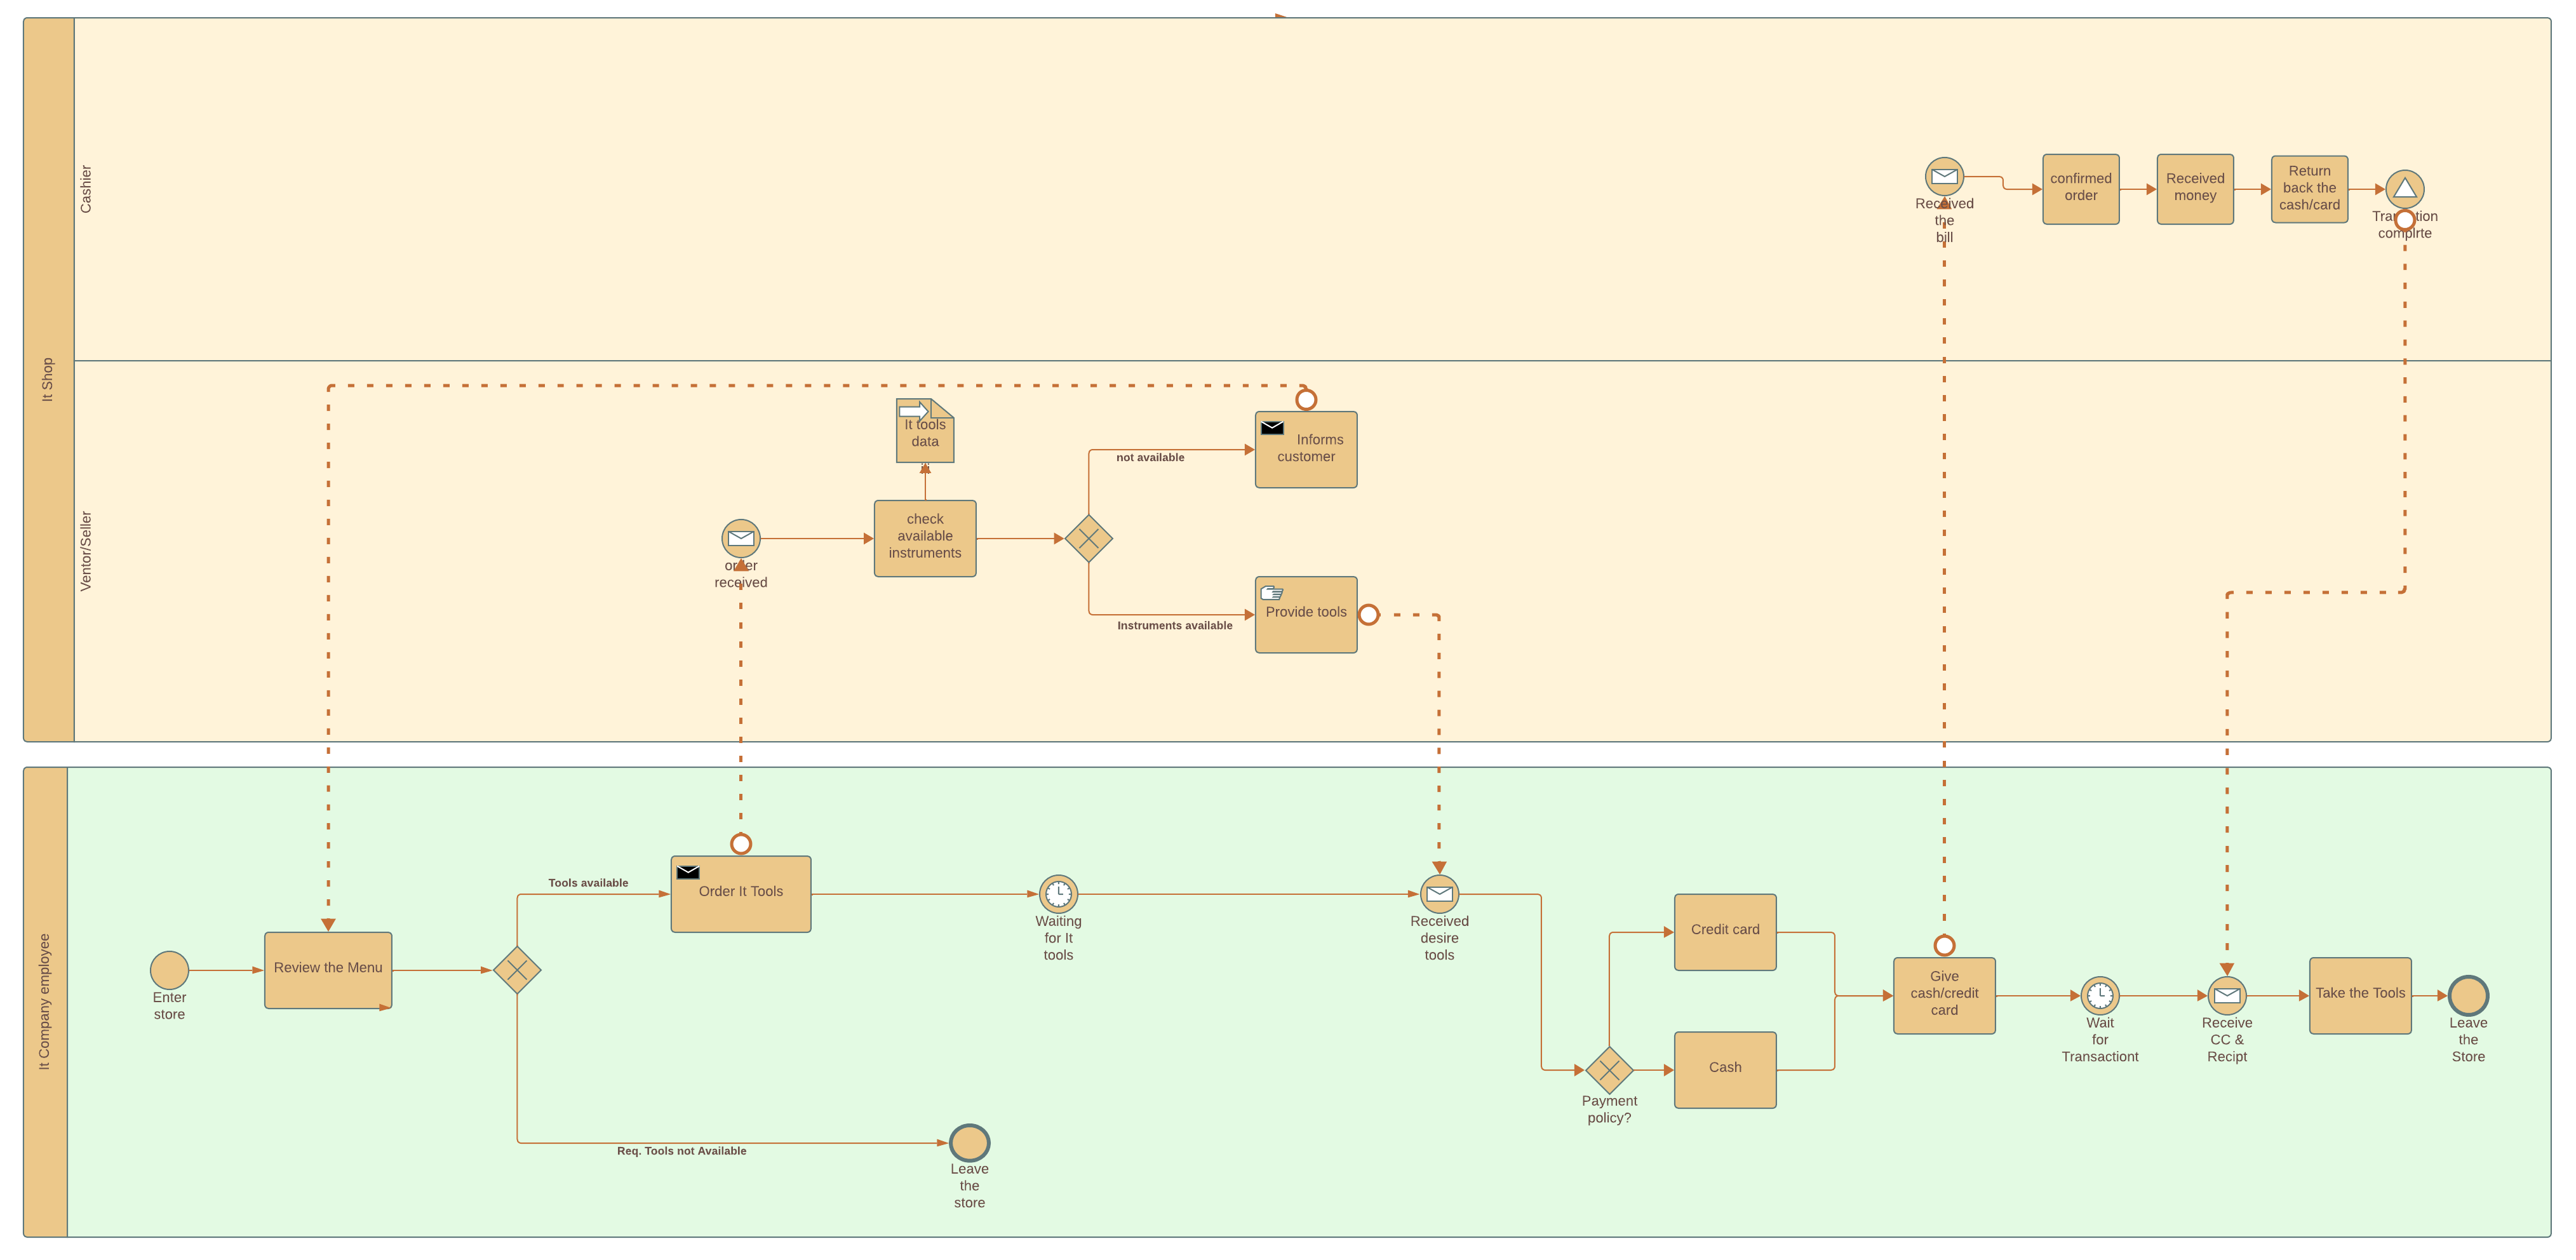 It Shop
Cashier
Received
the
bill
confirmed
order
Received
money
Return
back the
cash/card
complrte
Ventor/Seller
It tools
data
order
received
check
available
instruments
not available
Instruments available
Informs
customer
Provide tools
It Company employee
Enter
store
Review the Menu
Tools available
Req. Tools not Available
Order It Tools
Leave
the
store
Waiting
for It
tools
Received
desire
tools
Payment
policy?
Credit card
Cash
Give
cash/credit
card
Wait
for
Transactiont
Receive
CC &
Recipt
Take the Tools
Leave
the
Store